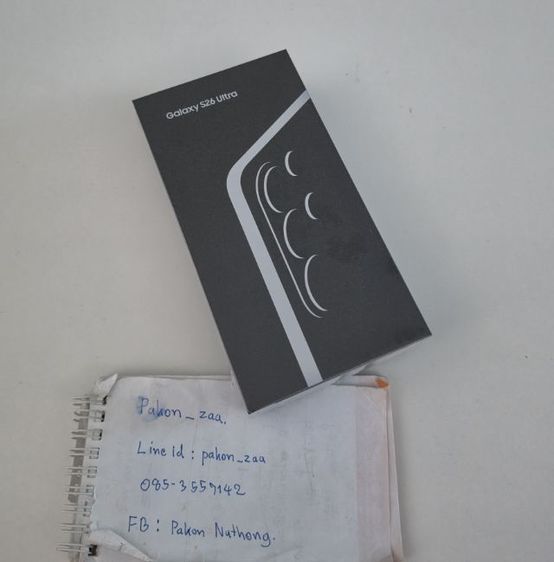 Galaxy S26 Ultra
Pakon_zaa.
Line Id : pakon_zaa
085-3557142
FB : Pakon Nathong.